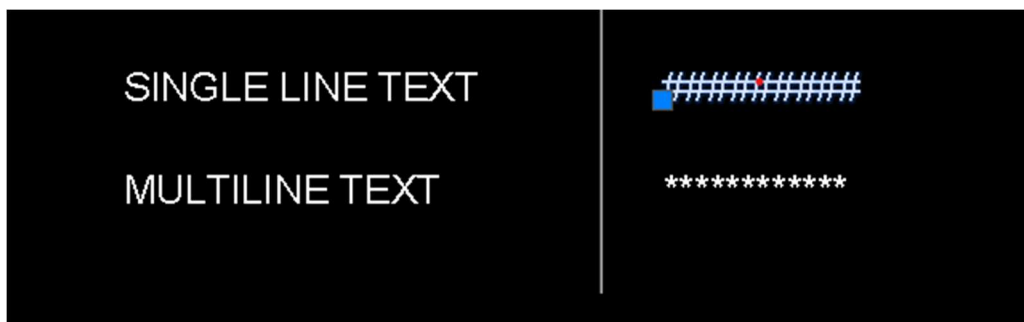 SINGLE LINE TEXT #########
MULTILINE TEXT ************